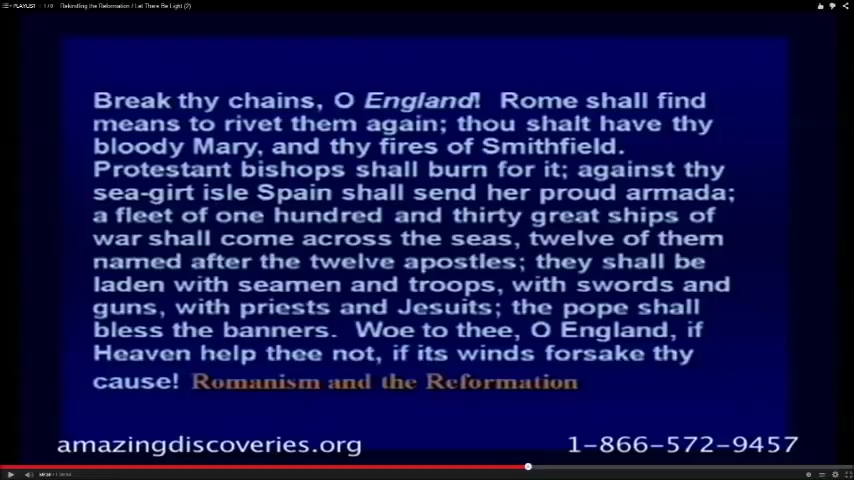 PLAYLIST
Rekindling the Reformation / Let There Be Light (2)
Break thy chains, O England! Rome shall find
means to rivet them again; thou shalt have thy
bloody Mary, and thy fires of Smithfield.
Protestant bishops shall burn for it; against thy
sea-girt isle Spain shall send her proud armada;
a fleet of one hundred and thirty great ships of
war shall come across the seas, twelve of them
named after the twelve apostles; they shall be
laden with seamen and troops, with swords and
guns, with priests and Jesuits; the pope shall
bless the banners. Woe to thee, O England, if
Heaven help thee not, if its winds forsake thy
cause! Romanism and the Reformation
amazingdiscoveries.org 1-866-572-9457